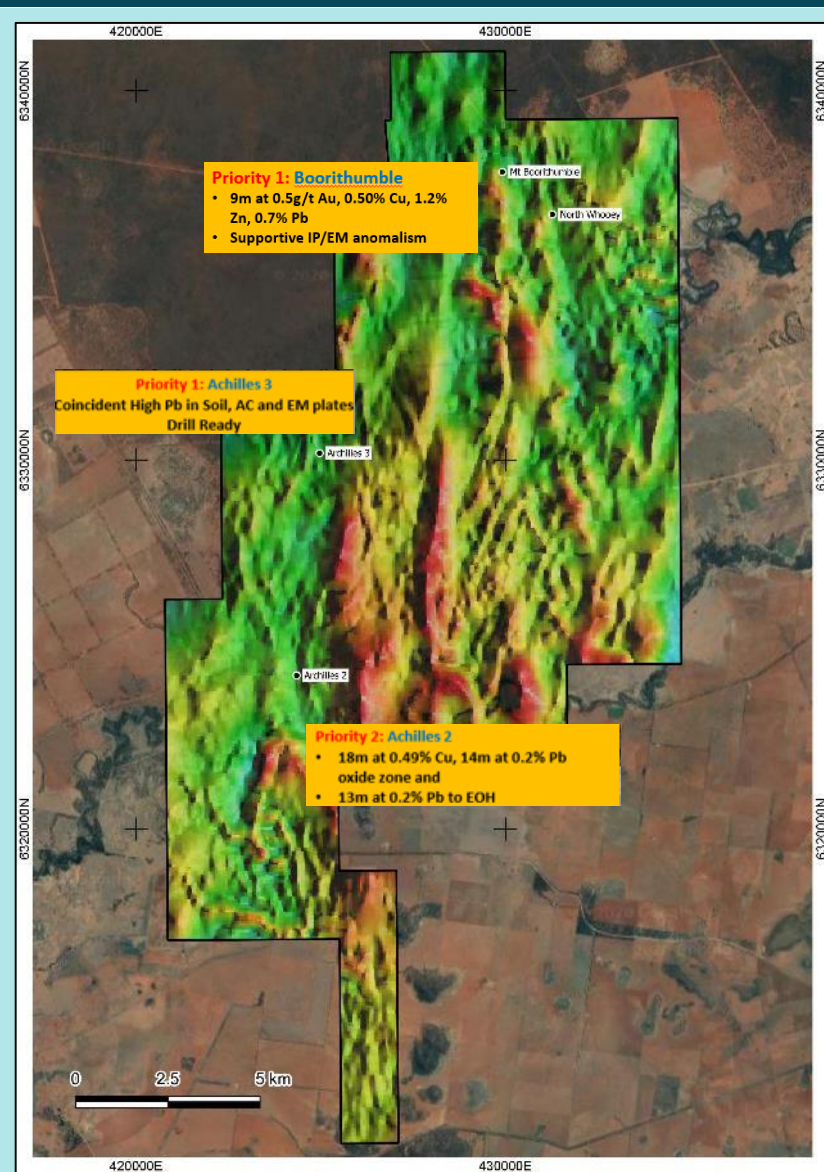 420000E 430000E
6340000N 6340000N
Priority 1: Boorithumble
• 9m at 0.5g/t Au, 0.50% Cu, 1.2%
Zn, 0.7% Pb
• Supportive IP/EM anomalism
Mt Boorithumble
North Whooey
Priority 1: Achilles 3
Coincident High Pb in Soil, AC and EM plates
Drill Ready
Archilles 3
6330000N 6330000N
Archilles 2
Priority 2: Achilles 2
• 18m at 0.49% Cu, 14m at 0.2% Pb
oxide zone and
• 13m at 0.2% Pb to EOH
6320000N 6320000N
0 2.5 5 km
420000E 430000E